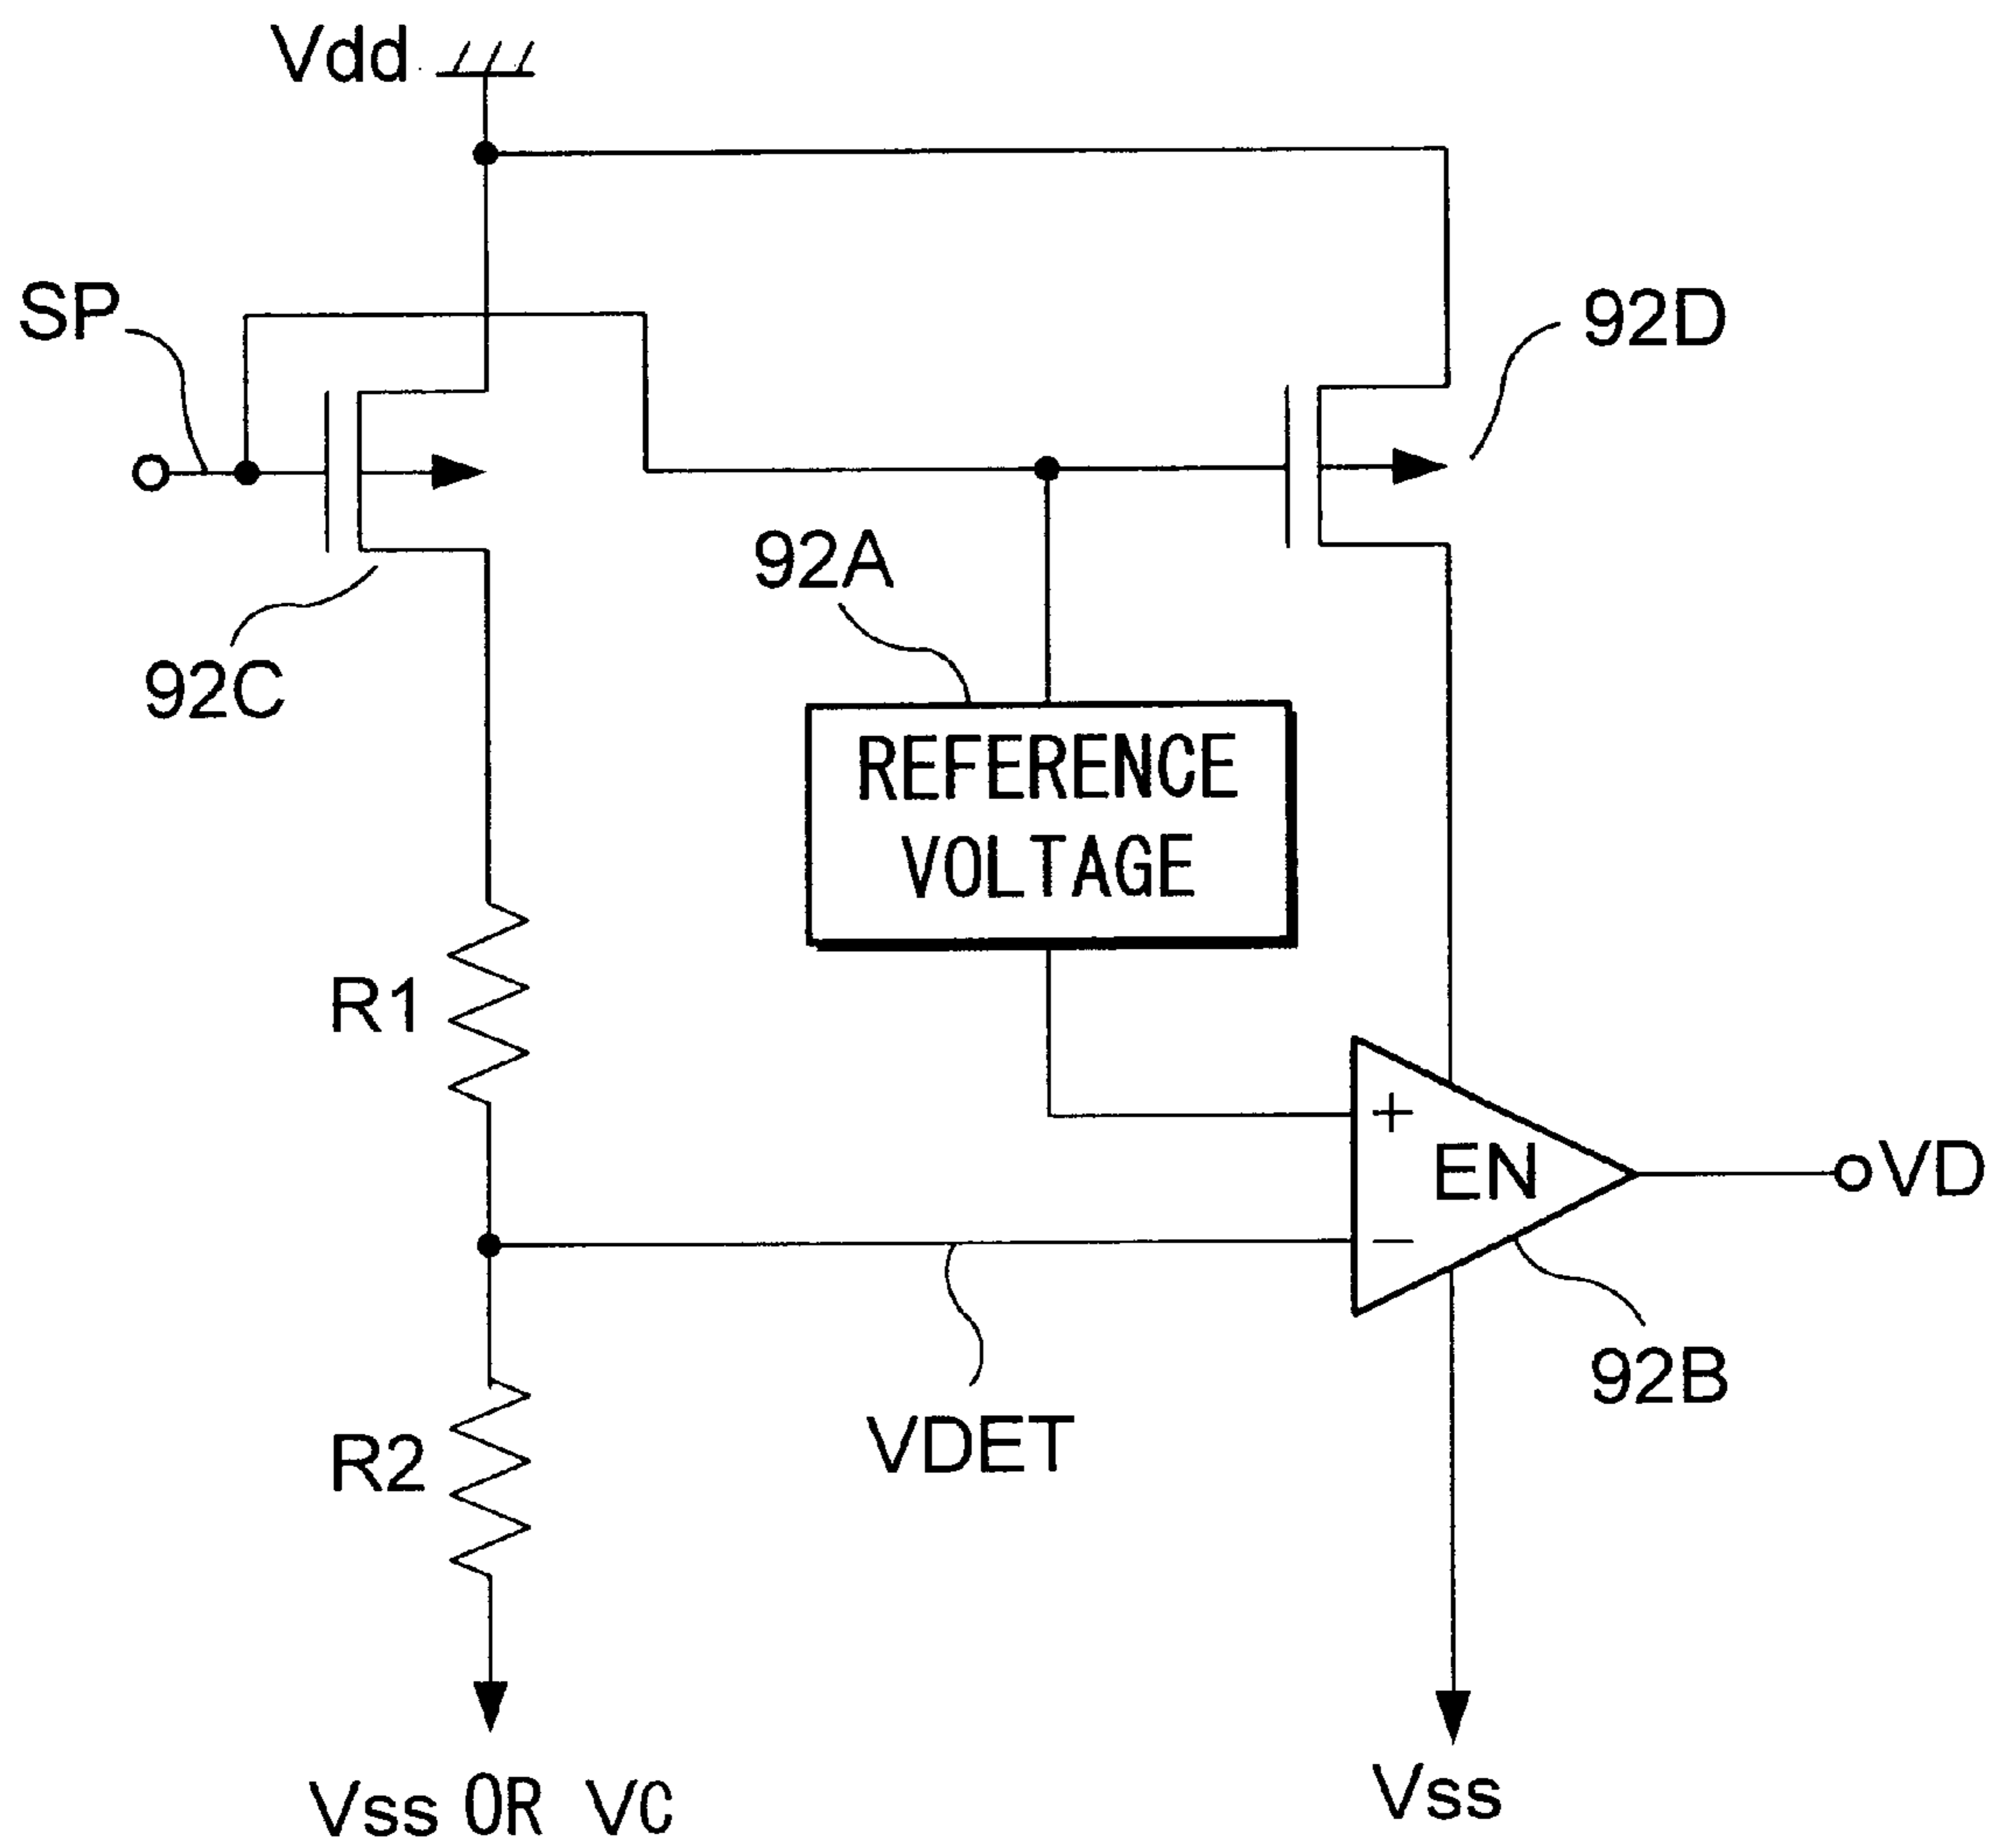 Vdd
SP
92D
92A
92C
REFERENCE
VOLTAGE
R1
+
EN
VD
−
92B
VDET
R2
Vss OR VC
Vss